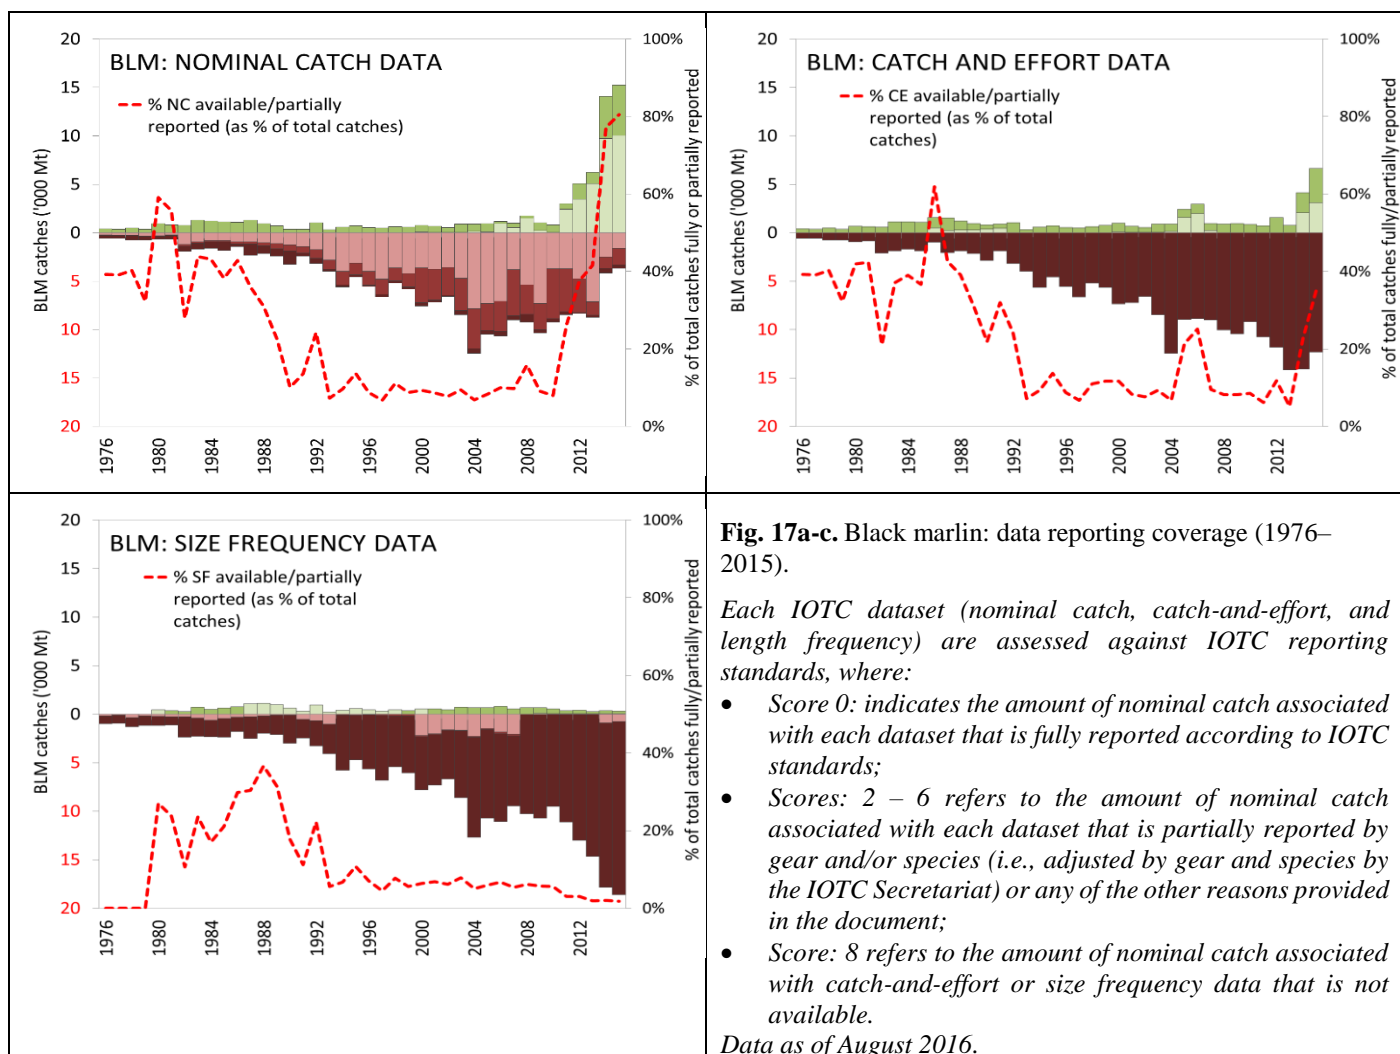 BLM: NOMINAL CATCH DATA
% NC available/partially
reported (as % of total catches)
BLM catches ('000 Mt)
20
15
10
5
0
5
10
15
20
100%
80%
60%
40%
20%
0%
% of total catches fully or partially reported
1976
1980
1984
1988
1992
1996
2000
2004
2008
2012
BLM: CATCH AND EFFORT DATA
% CE available/partially
reported (as % of total
catches)
BLM catches ('000 Mt)
20
15
10
5
0
5
10
15
20
100%
80%
60%
40%
20%
0%
% of total catches fully/partially reported
1976
1980
1984
1988
1992
1996
2000
2004
2008
2012
BLM: SIZE FREQUENCY DATA
% SF available/partially
reported (as % of total
catches)
BLM catches ('000 Mt)
20
15
10
5
0
5
10
15
20
100%
80%
60%
40%
20%
0%
% of total catches fully/partially reported
1976
1980
1984
1988
1992
1996
2000
2004
2008
2012
Fig. 17a-c. Black marlin: data reporting coverage (1976–
2015).
Each IOTC dataset (nominal catch, catch-and-effort, and
length frequency) are assessed against IOTC reporting
standards, where:
• Score 0: indicates the amount of nominal catch associated
with each dataset that is fully reported according to IOTC
standards;
• Scores: 2 – 6 refers to the amount of nominal catch
associated with each dataset that is partially reported by
gear and/or species (i.e., adjusted by gear and species by
the IOTC Secretariat) or any of the other reasons provided
in the document;
• Score: 8 refers to the amount of nominal catch associated
with catch-and-effort or size frequency data that is not
available.
Data as of August 2016.